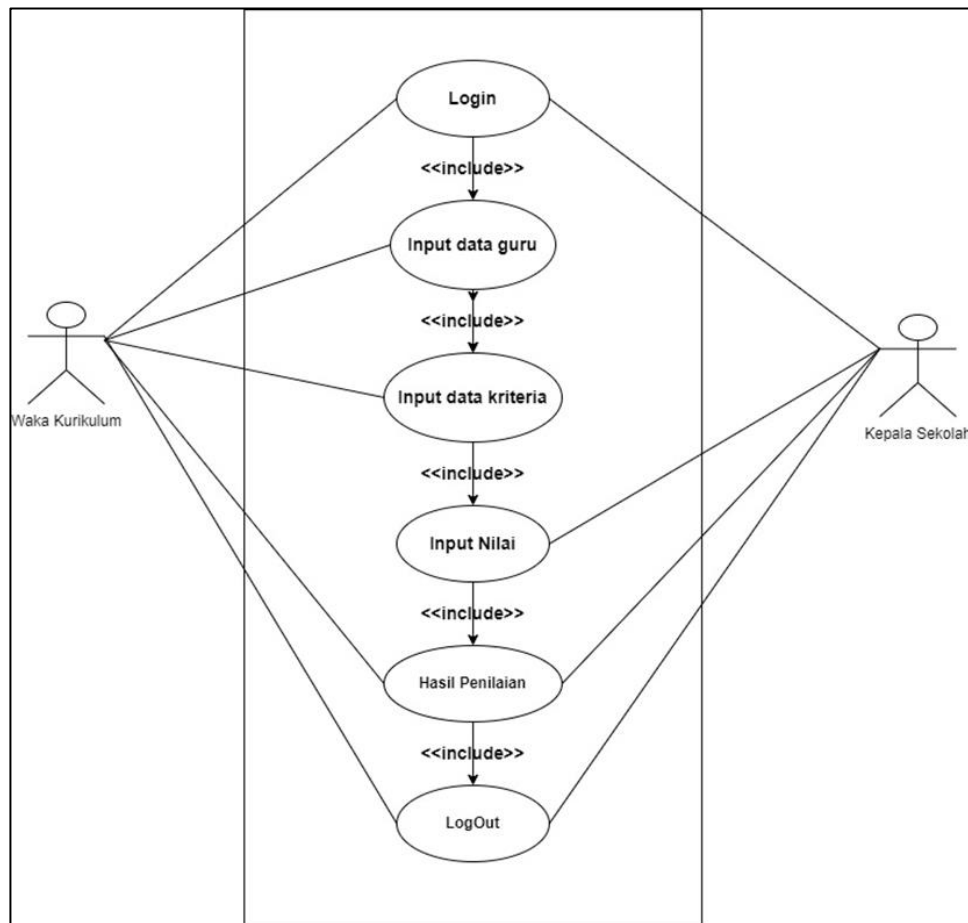 Login
<<include>>
Input data guru
<<include>>
Input data kriteria
Waka Kurikulum
Kepala Sekolah
<<include>>
Input Nilai
<<include>>
Hasil Penilaian
<<include>>
LogOut